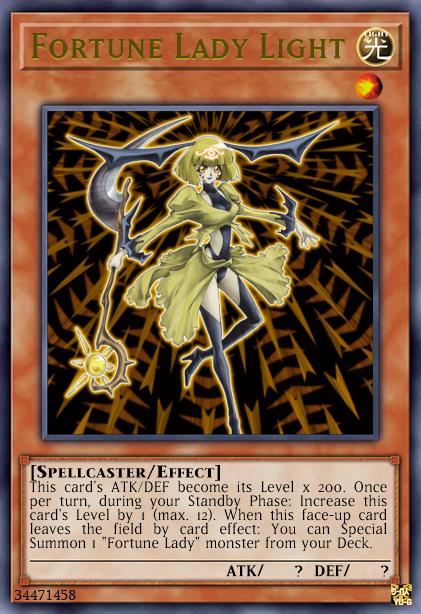 Fortune Lady Light
LIGHT
光
[Spellcaster/Effect]
This card's ATK/DEF become its Level x 200. Once
per turn, during your Standby Phase: Increase this
card's Level by 1 (max. 12). When this face-up card
leaves the field by card effect: You can Special
Summon 1 "Fortune Lady" monster from your Deck.
ATK/ ? DEF/ ?
34471458